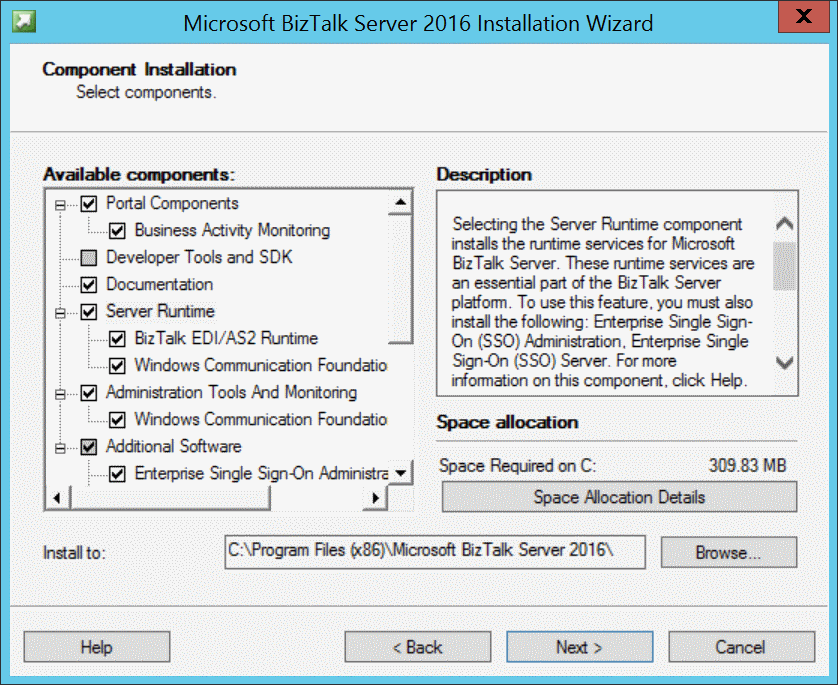 Microsoft BizTalk Server 2016 Installation Wizard
X
Component Installation
Select components.
Available components:
Portal Components
Business Activity Monitoring
Developer Tools and SDK
Documentation
Server Runtime
BizTalk EDI/AS2 Runtime
Windows Communication Foundatio
Administration Tools And Monitoring
Windows Communication Foundatio
Additional Software
Enterprise Single Sign-On Administra
Description
Selecting the Server Runtime component
installs the runtime services for Microsoft
BizTalk Server. These runtime services are
an essential part of the BizTalk Server
platform. To use this feature, you must also
install the following: Enterprise Single Sign-
On (SSO) Administration, Enterprise Single
Sign-On (SSO) Server. For more
information on this component, click Help.
Space allocation
Space Required on C: 309.83 MB
Space Allocation Details
Install to: C:\Program Files (x86)\Microsoft BizTalk Server 2016\ Browse...
Help < Back Next > Cancel